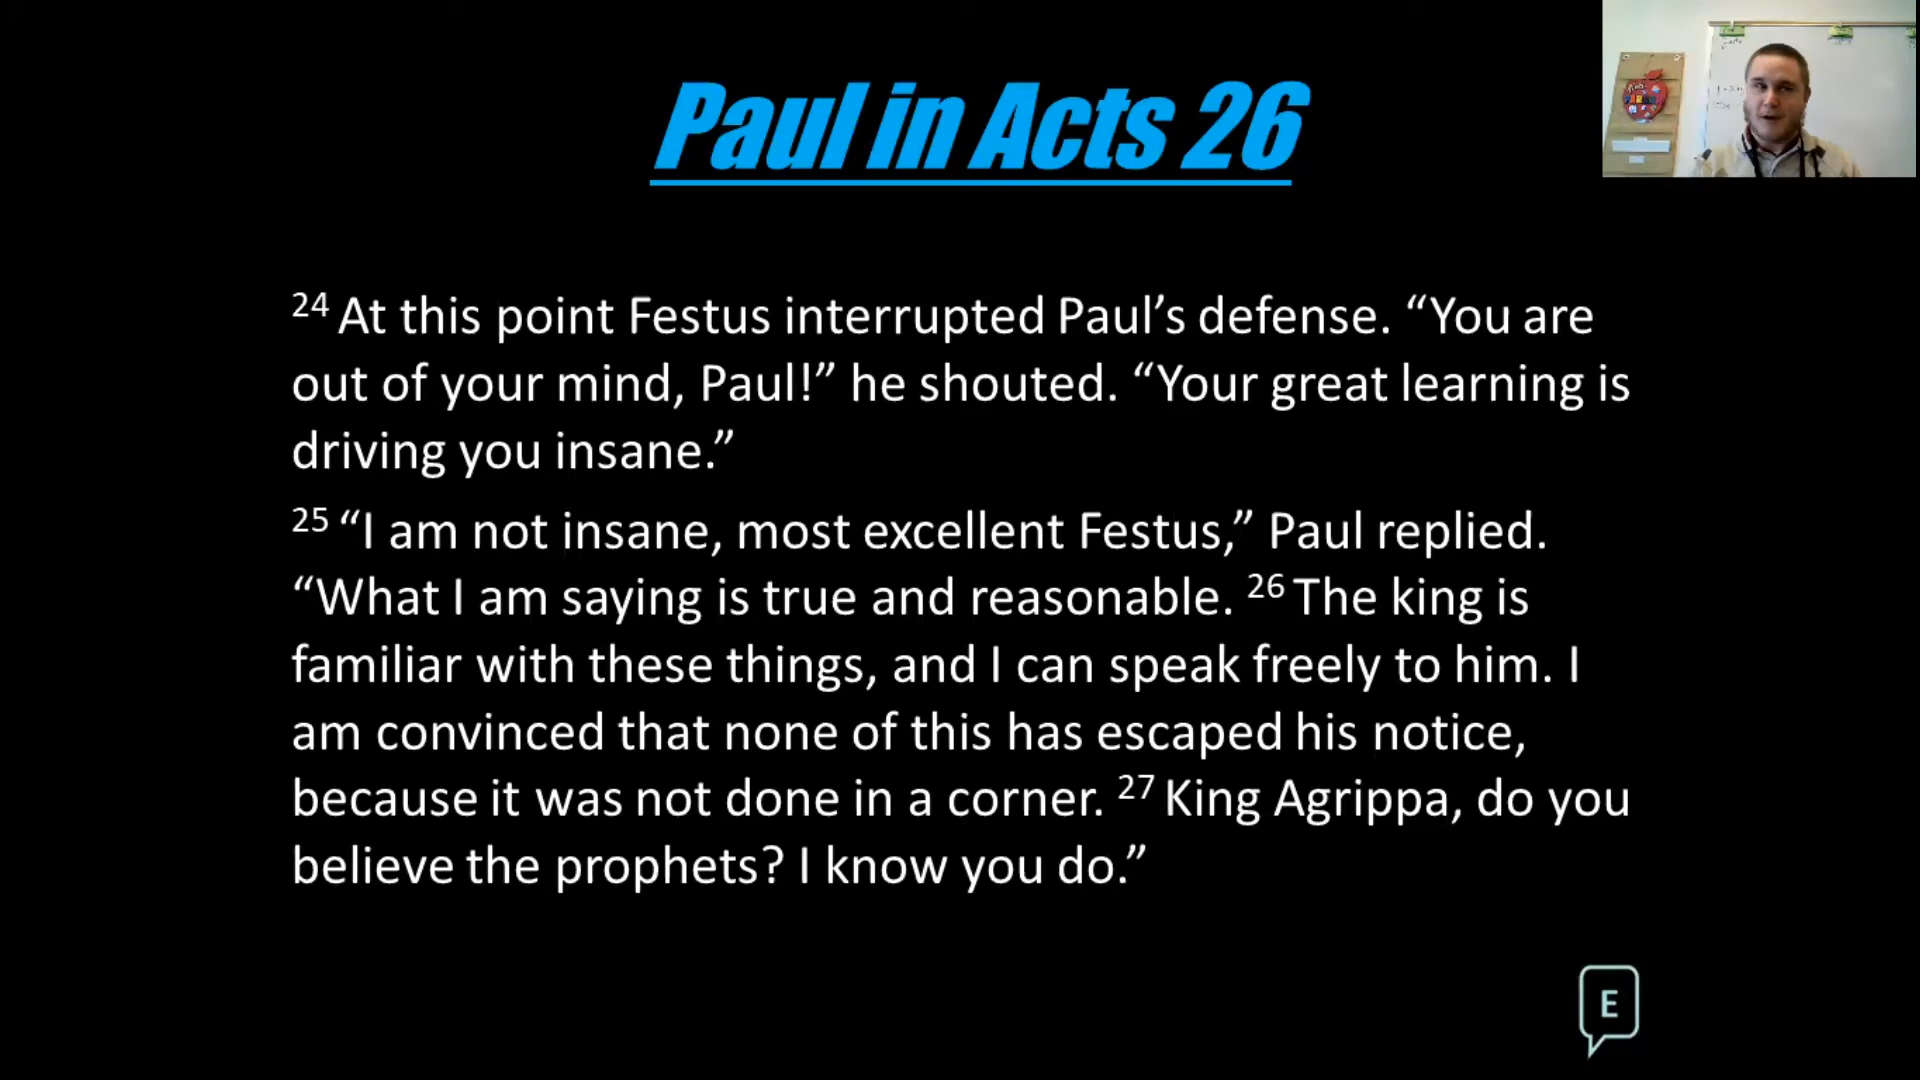 Paul in Acts 26
24 At this point Festus interrupted Paul’s defense. “You are
out of your mind, Paul!” he shouted. “Your great learning is
driving you insane.”
25 “I am not insane, most excellent Festus,” Paul replied.
“What I am saying is true and reasonable. 26 The king is
familiar with these things, and I can speak freely to him. I
am convinced that none of this has escaped his notice,
because it was not done in a corner. 27 King Agrippa, do you
believe the prophets? I know you do.”
E